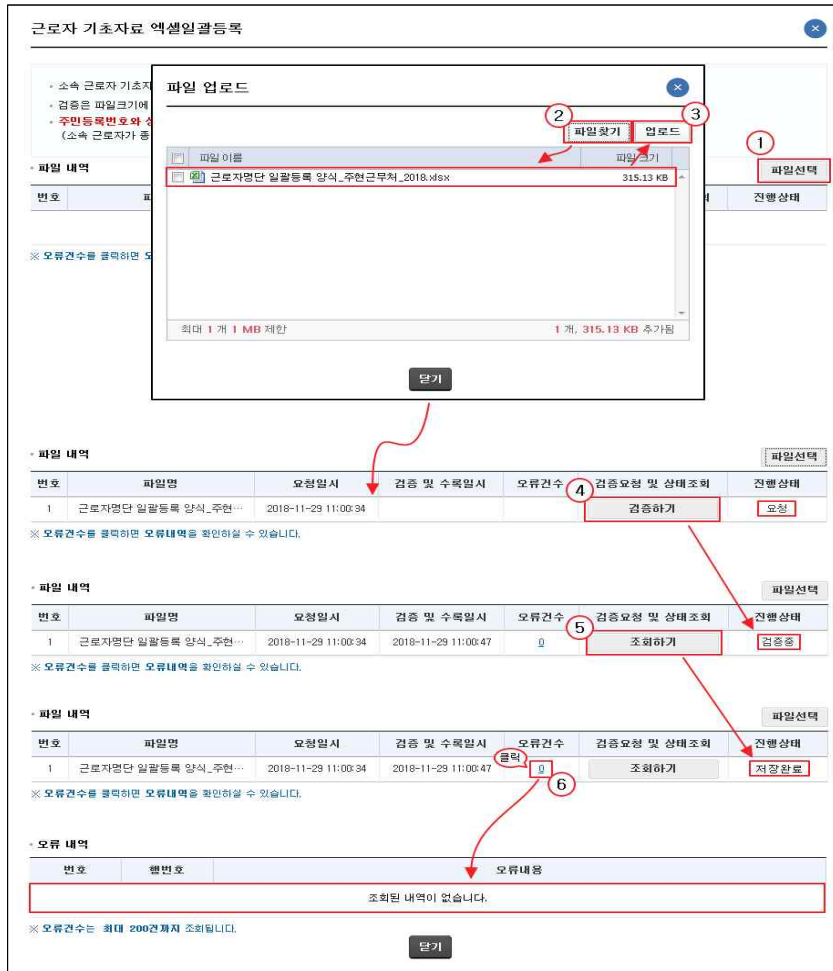 근로자 기초자료 엑셀일괄등록
×
소속 근로자 기초자
검증은 파일크기에
주민등록번호와 성
(소속 근로자가 종
파일 업로드
×
②
③
파일찾기
업로드
①
파일 내역
파일선택
파일 이름
파일 크기
근로자명단 일괄등록 양식_주현근무처_2018.xlsx
315.13 KB
번호
진행상태
※ 오류건수를 클릭하면 오
최대 1 개 1 MB 제한
1 개, 315.13 KB 추가됨
닫기
파일 내역
파일선택
번호 파일명 요청일시 검증 및 수록일시 오류건수 검증요청 및 상태조회 진행상태
④
1 근로자명단 일괄등록 양식_주현… 2018-11-29 11:00:34 검증하기 요청
※ 오류건수를 클릭하면 오류내역을 확인하실 수 있습니다.
파일 내역
파일선택
번호 파일명 요청일시 검증 및 수록일시 오류건수 검증요청 및 상태조회 진행상태
⑤
1 근로자명단 일괄등록 양식_주현… 2018-11-29 11:00:34 2018-11-29 11:00:47 0 조회하기 검증중
※ 오류건수를 클릭하면 오류내역을 확인하실 수 있습니다.
파일 내역
파일선택
번호 파일명 요청일시 검증 및 수록일시 오류건수 검증요청 및 상태조회 진행상태
클릭
1 근로자명단 일괄등록 양식_주현… 2018-11-29 11:00:34 2018-11-29 11:00:47 0 조회하기 저장완료
⑥
※ 오류건수를 클릭하면 오류내역을 확인하실 수 있습니다.
오류 내역
번호 행번호 오류내용
조회된 내역이 없습니다.
※ 오류건수는 최대 200건까지 조회됩니다.
닫기